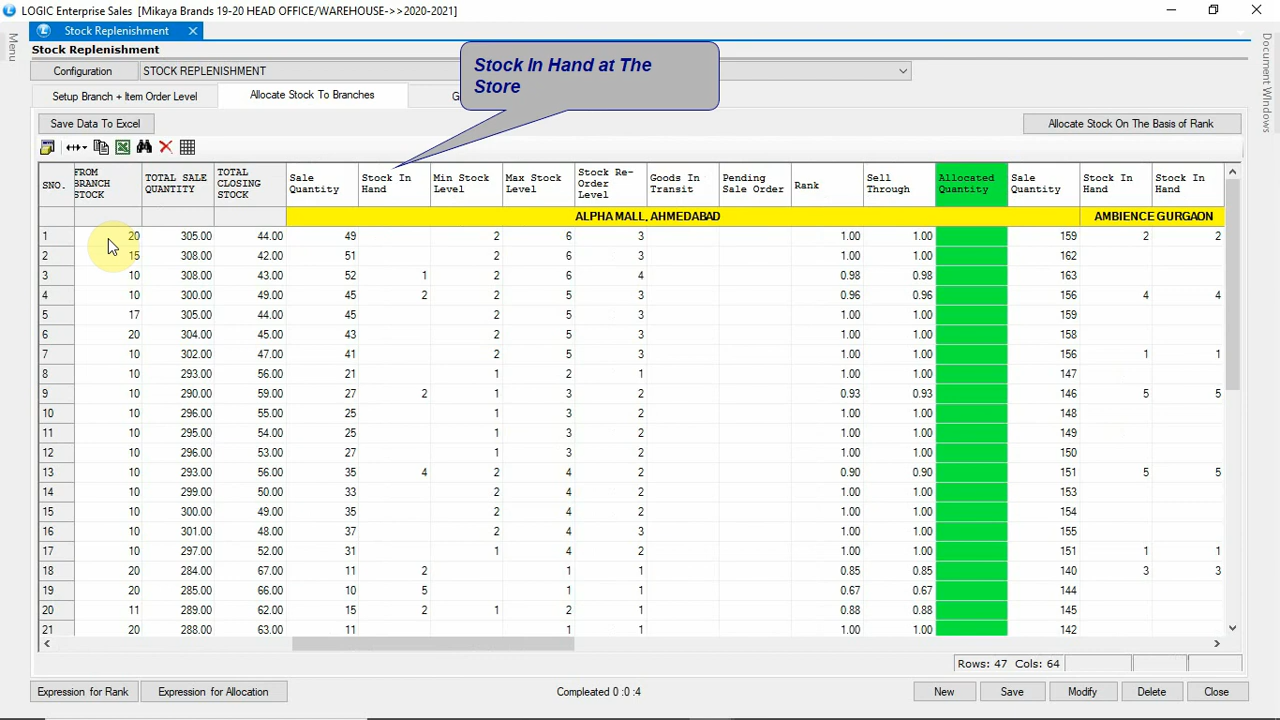 LOGIC Enterprise Sales [Mikaya Brands 19-20 HEAD OFFICE/WAREHOUSE->>2020-2021]
Menu
Stock Replenishment
Document Windows
Stock Replenishment
Configuration STOCK REPLENISHMENT
Stock In Hand at The
Store
Setup Branch + Item Order Level Allocate Stock To Branches G
Save Data To Excel Allocate Stock On The Basis of Rank
SNO. FROM BRANCH STOCK TOTAL SALE QUANTITY TOTAL CLOSING STOCK Sale Quantity Stock In Hand Min Stock Level Max Stock Level Stock Re-Order Level Goods In Transit Pending Sale Order Rank Sell Through Allocated Quantity Sale Quantity Stock In Hand Stock In Hand
ALPHA MALL, AHMEDABAD AMBIENCE GURGAON
1 20 305.00 44.00 49 2 6 3 1.00 1.00 159 2 2
2 15 308.00 42.00 51 2 6 3 1.00 1.00 162
3 10 308.00 43.00 52 1 2 6 4 0.98 0.98 163
4 10 300.00 49.00 45 2 2 5 3 0.96 0.96 156 4 4
5 17 305.00 44.00 45 2 5 3 1.00 1.00 159
6 20 304.00 45.00 43 2 5 3 1.00 1.00 158
7 10 302.00 47.00 41 2 5 3 1.00 1.00 156 1 1
8 10 293.00 56.00 21 1 2 1 1.00 1.00 147
9 10 290.00 59.00 27 2 1 3 2 0.93 0.93 146 5 5
10 10 296.00 55.00 25 1 3 2 1.00 1.00 148
11 10 295.00 54.00 25 1 3 2 1.00 1.00 149
12 10 296.00 53.00 27 1 3 2 1.00 1.00 150
13 10 293.00 56.00 35 4 2 4 2 0.90 0.90 151 5 5
14 10 299.00 50.00 33 2 4 2 1.00 1.00 153
15 10 300.00 49.00 35 2 4 2 1.00 1.00 154
16 10 301.00 48.00 37 2 4 3 1.00 1.00 155
17 10 297.00 52.00 31 1 4 2 1.00 1.00 151 1 1
18 20 284.00 67.00 11 2 1 1 0.85 0.85 140 3 3
19 20 285.00 66.00 10 5 1 1 0.67 0.67 144
20 11 289.00 62.00 15 2 1 2 1 0.88 0.88 145
21 20 288.00 63.00 11 1 1 1.00 1.00 142
Rows: 47 Cols: 64
Expression for Rank Expression for Allocation Compleated 0 :0 :4 New Save Modify Delete Close